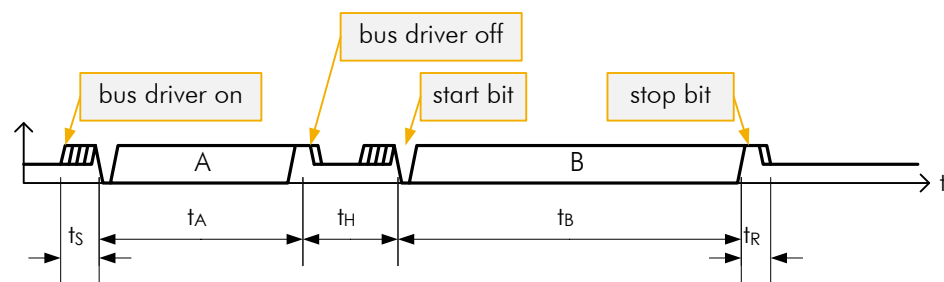 bus driver off
bus driver on
start bit
stop bit
A
B
t
tS
tA
tH
tB
tR